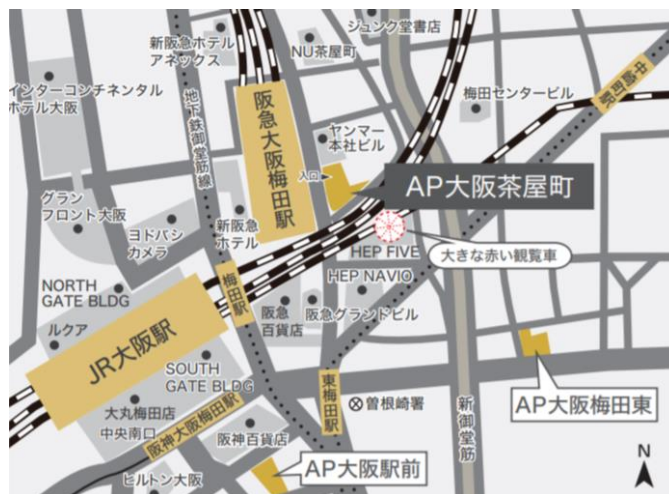 新阪急ホテル
アネックス
NU茶屋町
ジュンク堂書店
インターコンチネンタル
ホテル大阪
地下鉄御堂筋線
阪急大阪梅田駅
ヤンマー
本社ビル
梅田センタービル
中崎町駅
入口
AP大阪茶屋町
グラン
フロント大阪
ヨドバシ
カメラ
新阪急
ホテル
HEP FIVE
大きな赤い観覧車
HEP NAVIO
NORTH
GATE BLDG
梅田駅
ルクア
JR大阪駅
阪急
百貨店
阪急グランドビル
SOUTH
GATE BLDG
大丸梅田店
中央南口
阪神大阪梅田駅
阪神百貨店
東梅田駅
曽根崎署
新御堂筋
AP大阪梅田東
ヒルトン大阪
AP大阪駅前
N